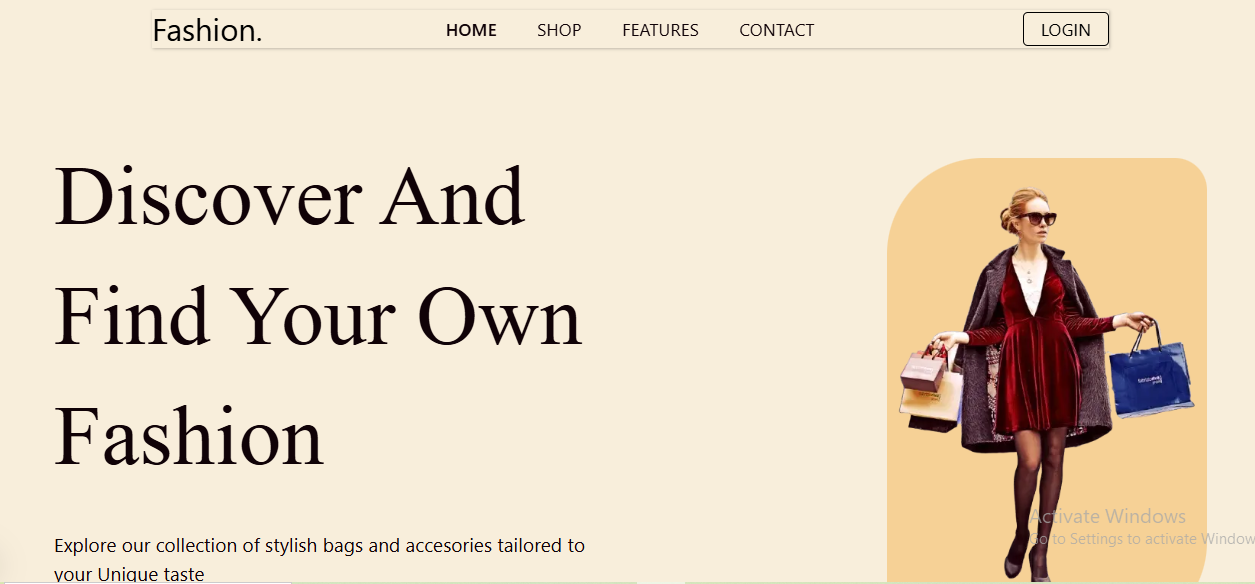 Fashion.
HOME SHOP FEATURES CONTACT LOGIN
Discover And
Find Your Own
Fashion
Explore our collection of stylish bags and accesories tailored to
your Unique taste
Activate Windows
Go to Settings to activate Window